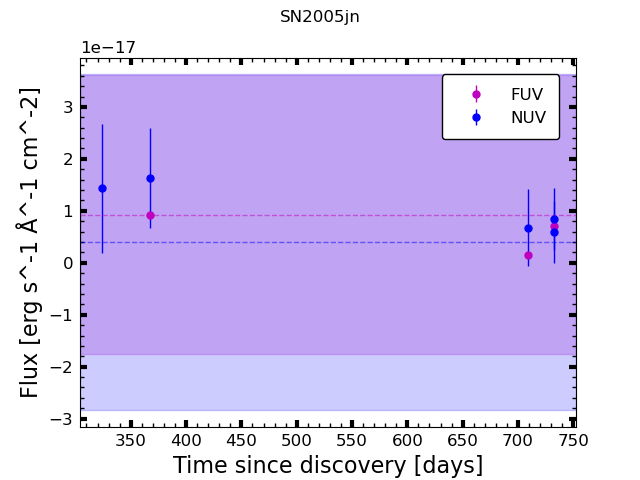 SN2005jn
1e−17
Flux [erg s^-1 Å^-1 cm^-2]
3
2
1
0
−1
−2
−3
FUV
NUV
350 400 450 500 550 600 650 700 750
Time since discovery [days]